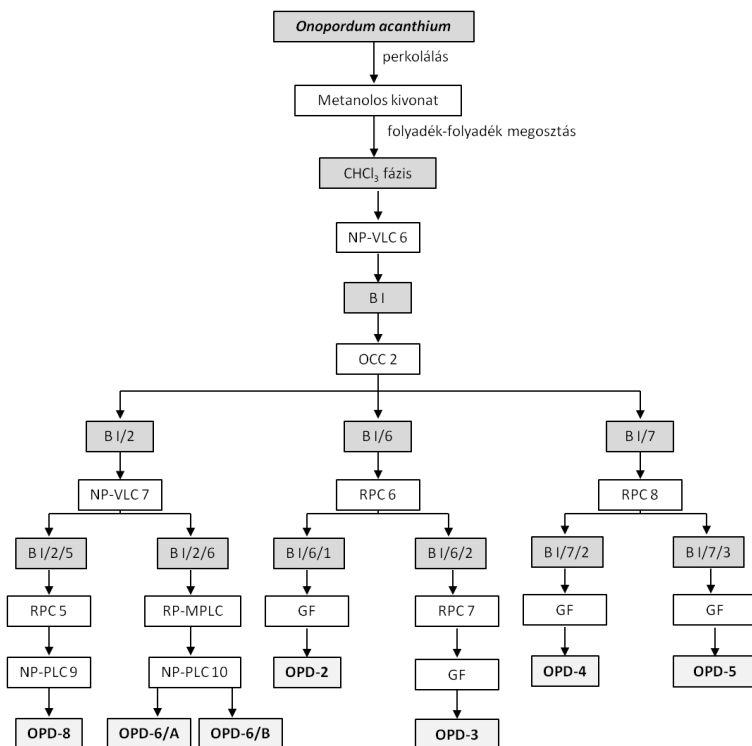 Onopordum acanthium
perkolálás
Metanolos kivonat
folyadék-folyadék megosztás
CHCl₃ fázis
NP-VLC 6
B I
OCC 2
B I/2 B I/6 B I/7
NP-VLC 7 RPC 6 RPC 8
B I/2/5 B I/2/6 B I/6/1 B I/6/2 B I/7/2 B I/7/3
RPC 5 RP-MPLC GF RPC 7 GF GF
NP-PLC 9 NP-PLC 10 OPD-2 GF OPD-4 OPD-5
OPD-8 OPD-6/A OPD-6/B OPD-3